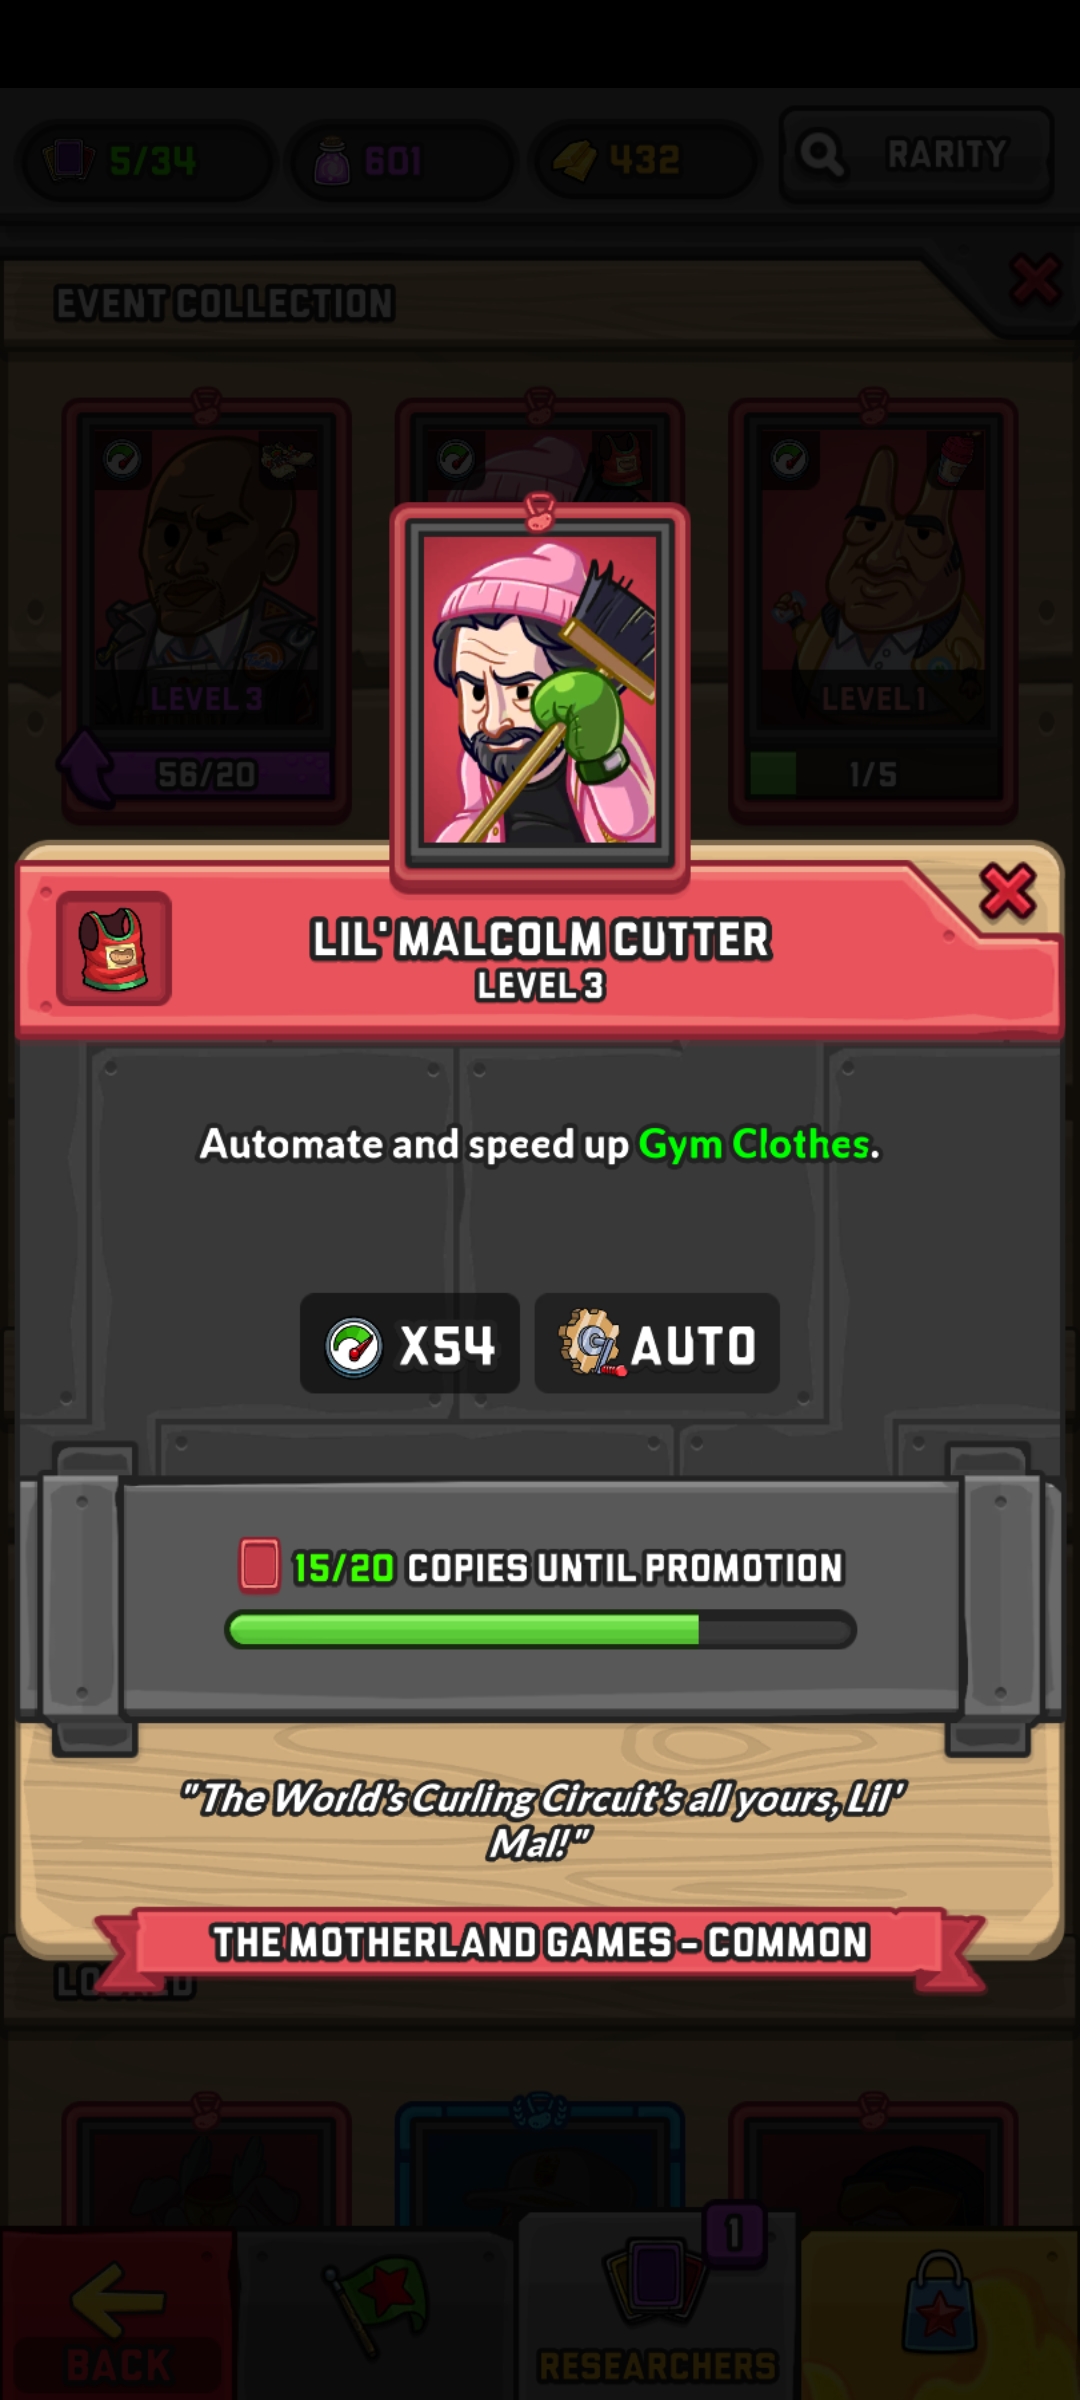 5/34
601
432
RARITY
EVENT COLLECTION
LEVEL 3
LEVEL 1
56/20
1/5
LIL' MALCOLM CUTTER
LEVEL 3
Automate and speed up Gym Clothes.
X54
AUTO
15/20 COPIES UNTIL PROMOTION
"The World's Curling Circuit's all yours, Lil'
Mal!"
THE MOTHERLAND GAMES - COMMON
LOCKED
1
BACK
RESEARCHERS